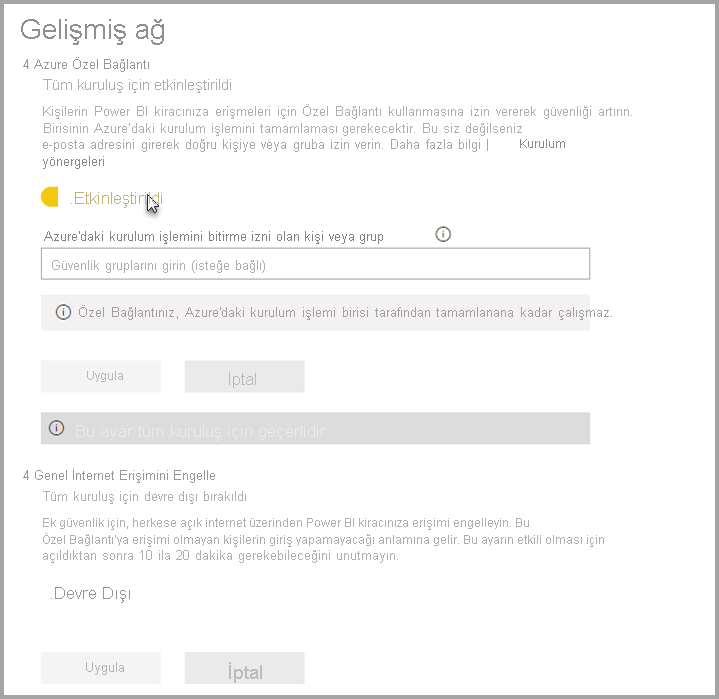 Gelişmiş ağ
4 Azure Özel Bağlantı
Tüm kuruluş için etkinleştirildi
Kişilerin Power BI kiracınıza erişmeleri için Özel Bağlantı kullanmasına izin vererek güvenliği artırın.
Birisinin Azure'daki kurulum işlemini tamamlaması gerekecektir. Bu siz değilseniz
e-posta adresini girerek doğru kişiye veya gruba izin verin. Daha fazla bilgi | Kurulum
yönergeleri
.Etkinleştirildi
Azure'daki kurulum işlemini bitirme izni olan kişi veya grup
Güvenlik gruplarını girin (isteğe bağlı)
Özel Bağlantınız, Azure'daki kurulum işlemi birisi tarafından tamamlanana kadar çalışmaz.
Uygula İptal
Bu ayar tüm kuruluş için geçerlidir
4 Genel İnternet Erişimini Engelle
Tüm kuruluş için devre dışı bırakıldı
Ek güvenlik için, herkese açık internet üzerinden Power BI kiracınıza erişimi engelleyin. Bu
Özel Bağlantı'ya erişimi olmayan kişilerin giriş yapamayacağı anlamına gelir. Bu ayarın etkili olması için
açıldıktan sonra 10 ila 20 dakika gerekebileceğini unutmayın.
.Devre Dışı
Uygula İptal